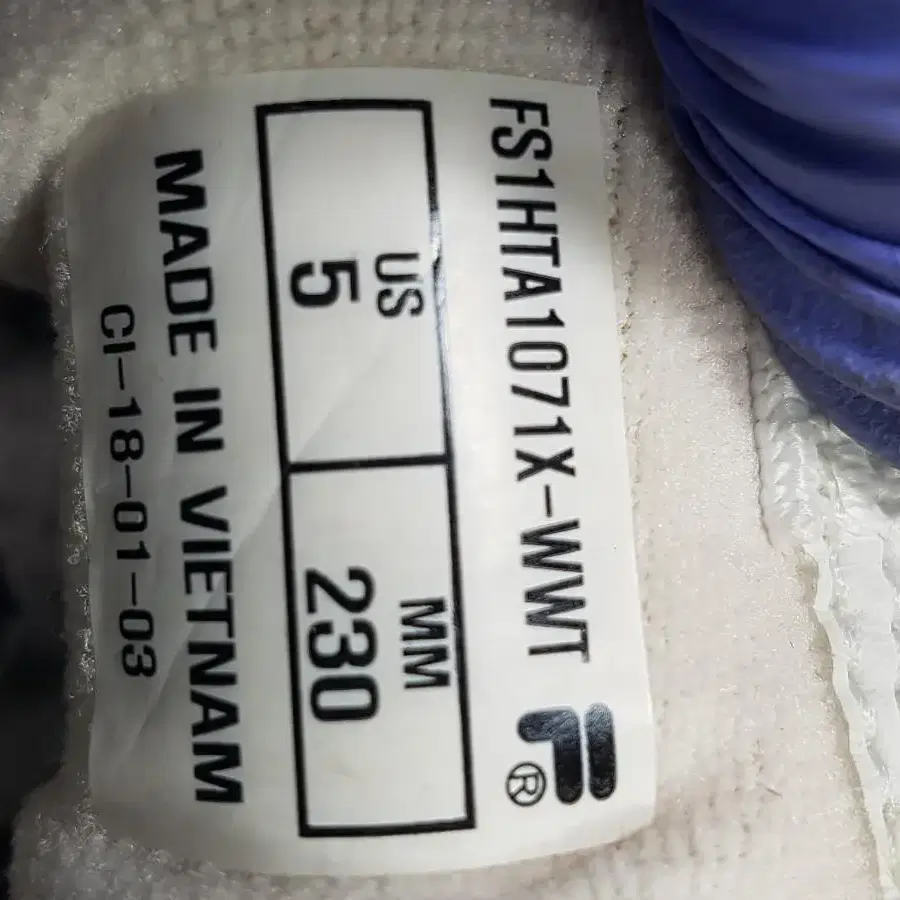 FS1HTA1071X-WWT F®
US MM
5 230
MADE IN VIETNAM
CI-18-01-03